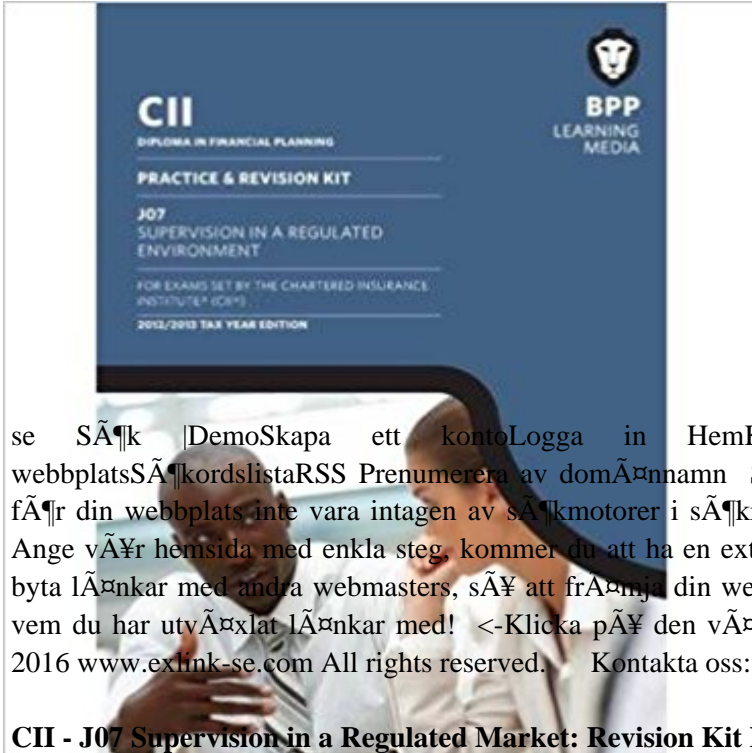 CII
BPP
LEARNING
MEDIA
DIPLOMA IN FINANCIAL PLANNING
PRACTICE & REVISION KIT
J07
SUPERVISION IN A REGULATED
ENVIRONMENT
FOR EXAMS SET BY THE CHARTERED INSURANCE
INSTITUTE® (CII®)
2012/2013 TAX YEAR EDITION
se SÃ¶k |DemoSkapa ett kontoLogga in Hem
webbplatsSÃ¶kordslistaRSS Prenumerera av domÃ¤nnamn
fÃ¶r din webbplats inte vara intagen av sÃ¶kmotorer i
Ange vÃ¥r hemsida med enkla steg, kommer du att ha en
byta lÃ¤nkar med andra webmasters, sÃ¥ att frÃ¤mja din
vem du har utvÃ¤xlat lÃ¤nkar med! <-Klicka pÃ¥ den
2016 www.exlink-se.com All rights reserved. Kontakta oss:
CII - J07 Supervision in a Regulated Market: Revision Kit